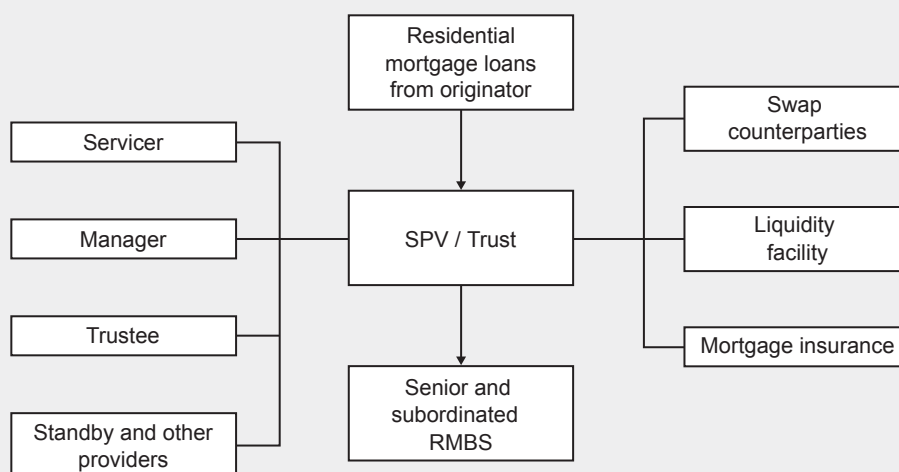 Residential
mortgage loans
from originator
Servicer
Manager
Trustee
Standby and other
providers
SPV / Trust
Senior and
subordinated
RMBS
Swap
counterparties
Liquidity
facility
Mortgage insurance